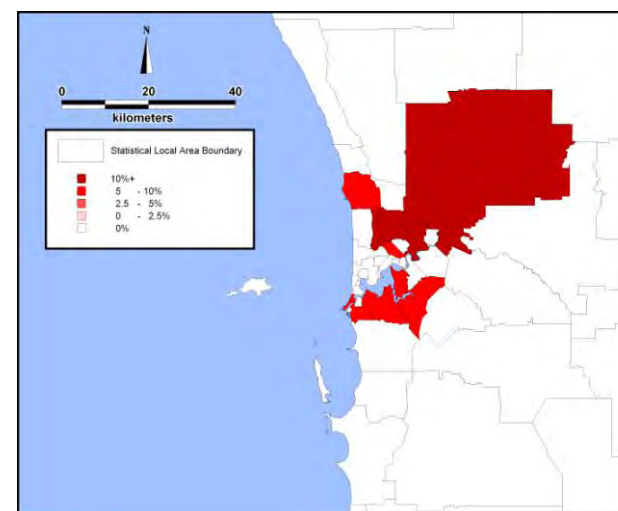 N
0 20 40
kilometers
Statistical Local Area Boundary
10%+
5 - 10%
2.5 - 5%
0 - 2.5%
0%